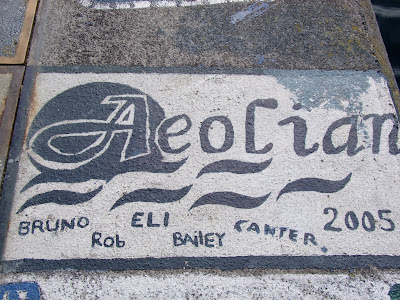 Aeolian
BRUNO ELI CANTER. 2005
Rob BAILEY